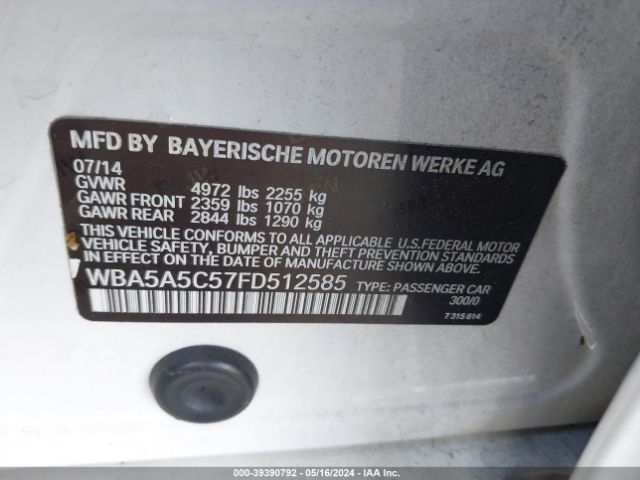 MFD BY BAYERISCHE MOTOREN WERKE AG
07/14
GVWR 4972 lbs 2255 kg
GAWR FRONT 2359 lbs 1070 kg
GAWR REAR 2844 lbs 1290 kg
THIS VEHICLE CONFORMS TO ALL APPLICABLE U.S.FEDERAL MOTOR
VEHICLE SAFETY, BUMPER AND THEFT PREVENTION STANDARDS
IN EFFECT ON THE DATE OF MANUFACTURE SHOWN ABOVE.
WBA5A5C57FD512585 TYPE: PASSENGER CAR
300/0
7315814
000-39390792 - 05/16/2024 - IAA Inc.